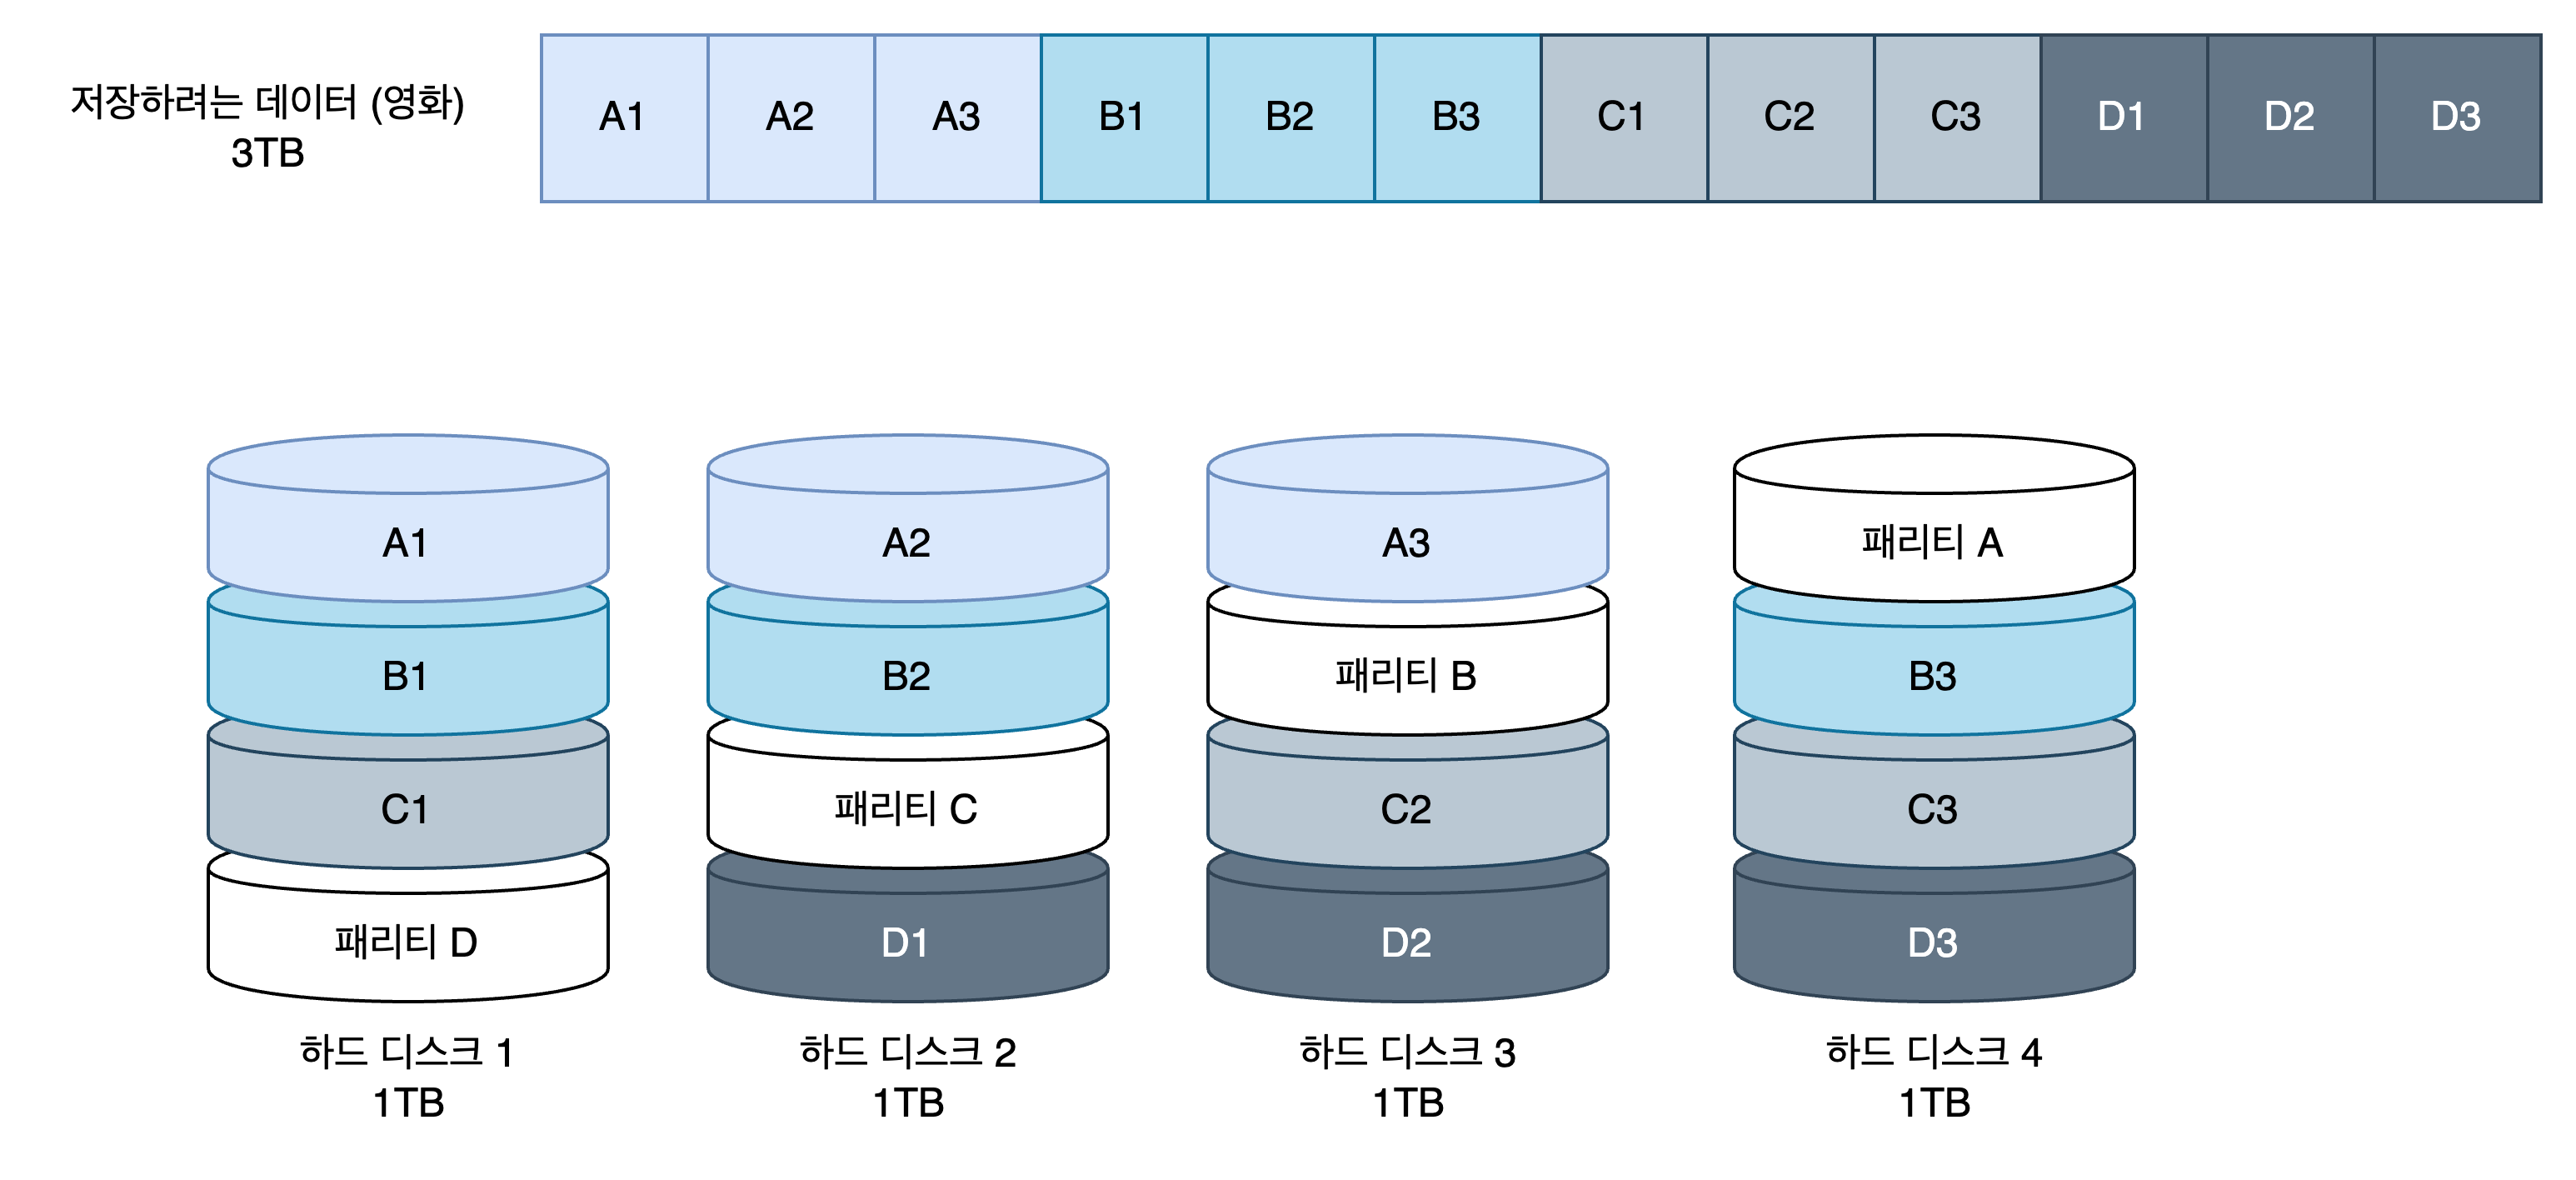 저장하려는 데이터 (영화)
3TB
A1 A2 A3 B1 B2 B3 C1 C2 C3 D1 D2 D3
A1 A2 A3 패리티 A
B1 B2 패리티 B B3
C1 패리티 C C2 C3
패리티 D D1 D2 D3
하드 디스크 1 하드 디스크 2 하드 디스크 3 하드 디스크 4
1TB 1TB 1TB 1TB